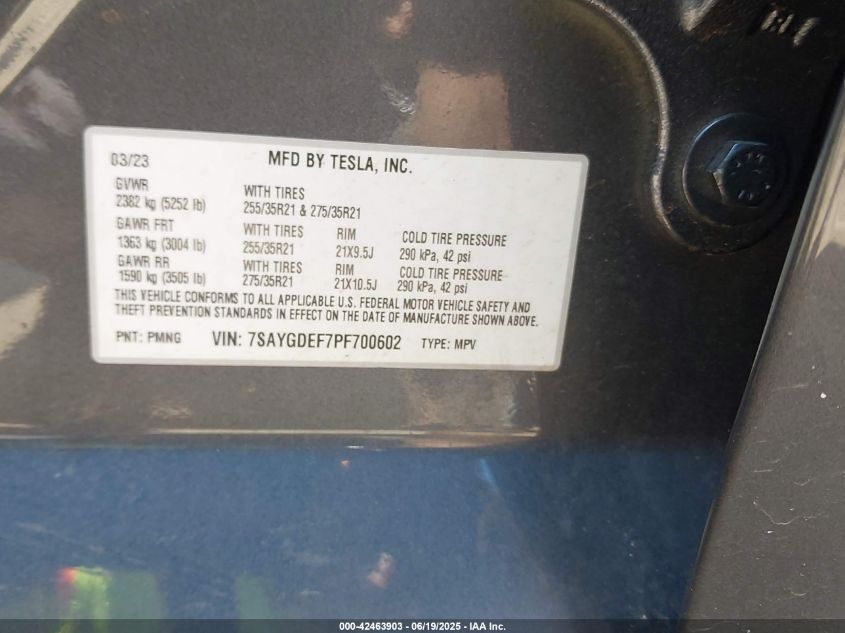 03/23 MFD BY TESLA, INC.
GVWR
2382 kg (5252 lb)
WITH TIRES
255/35R21 & 275/35R21
GAWR FRT
1363 kg (3004 lb)
WITH TIRES
255/35R21
RIM
21X9.5J
COLD TIRE PRESSURE
290 kPa, 42 psi
GAWR RR
1590 kg (3505 lb)
WITH TIRES
275/35R21
RIM
21X10.5J
COLD TIRE PRESSURE
290 kPa, 42 psi
THIS VEHICLE CONFORMS TO ALL APPLICABLE U.S. FEDERAL MOTOR VEHICLE SAFETY AND
THEFT PREVENTION STANDARDS IN EFFECT ON THE DATE OF MANUFACTURE SHOWN ABOVE.
PNT: PMNG VIN: 7SAYGDEF7PF700602 TYPE: MPV
000-42463903 - 06/19/2025 - IAA Inc.